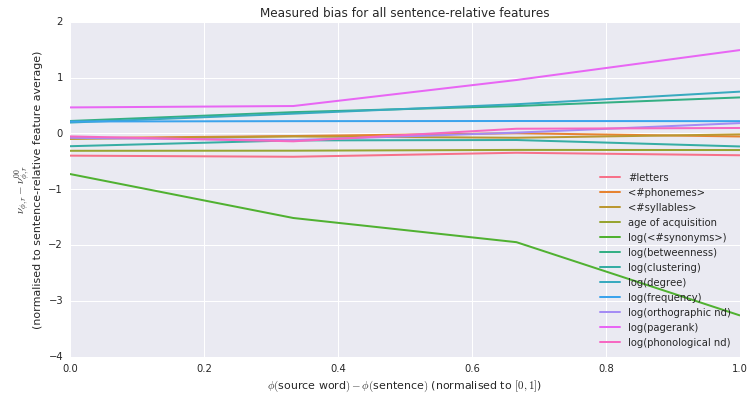 Measured bias for all sentence-relative features
2
1
0
−1
−2
−3
−4
ν_{ϕ,r} − ν^{00}_{ϕ,r}
(normalised to sentence-relative feature average)
#letters
<#phonemes>
<#syllables>
age of acquisition
log(<#synonyms>)
log(betweenness)
log(clustering)
log(degree)
log(frequency)
log(orthographic nd)
log(pagerank)
log(phonological nd)
0.0 0.2 0.4 0.6 0.8 1.0
ϕ(source word) − ϕ(sentence) (normalised to [0, 1])